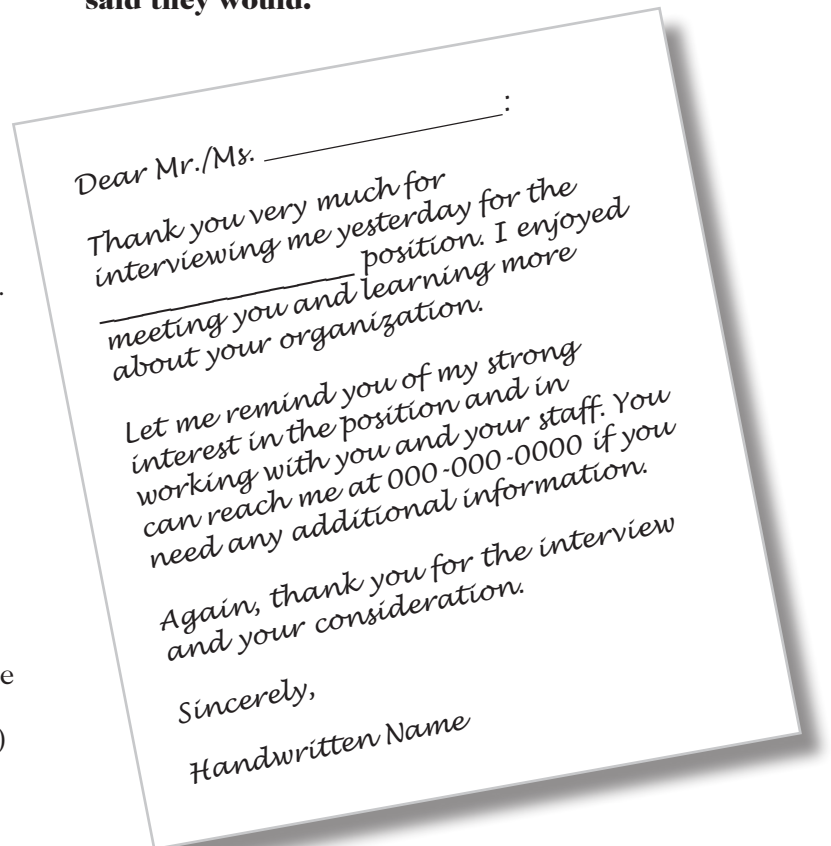 said they would.
Dear Mr./Ms. ______________________:
Thank you very much for
interviewing me yesterday for the
____________________ position. I enjoyed
meeting you and learning more
about your organization.
.
Let me remind you of my strong
interest in the position and in
working with you and your staff. You
can reach me at 000-000-0000 if you
need any additional information.
Again, thank you for the interview
and your consideration.
e
Sincerely,
)
Handwritten Name